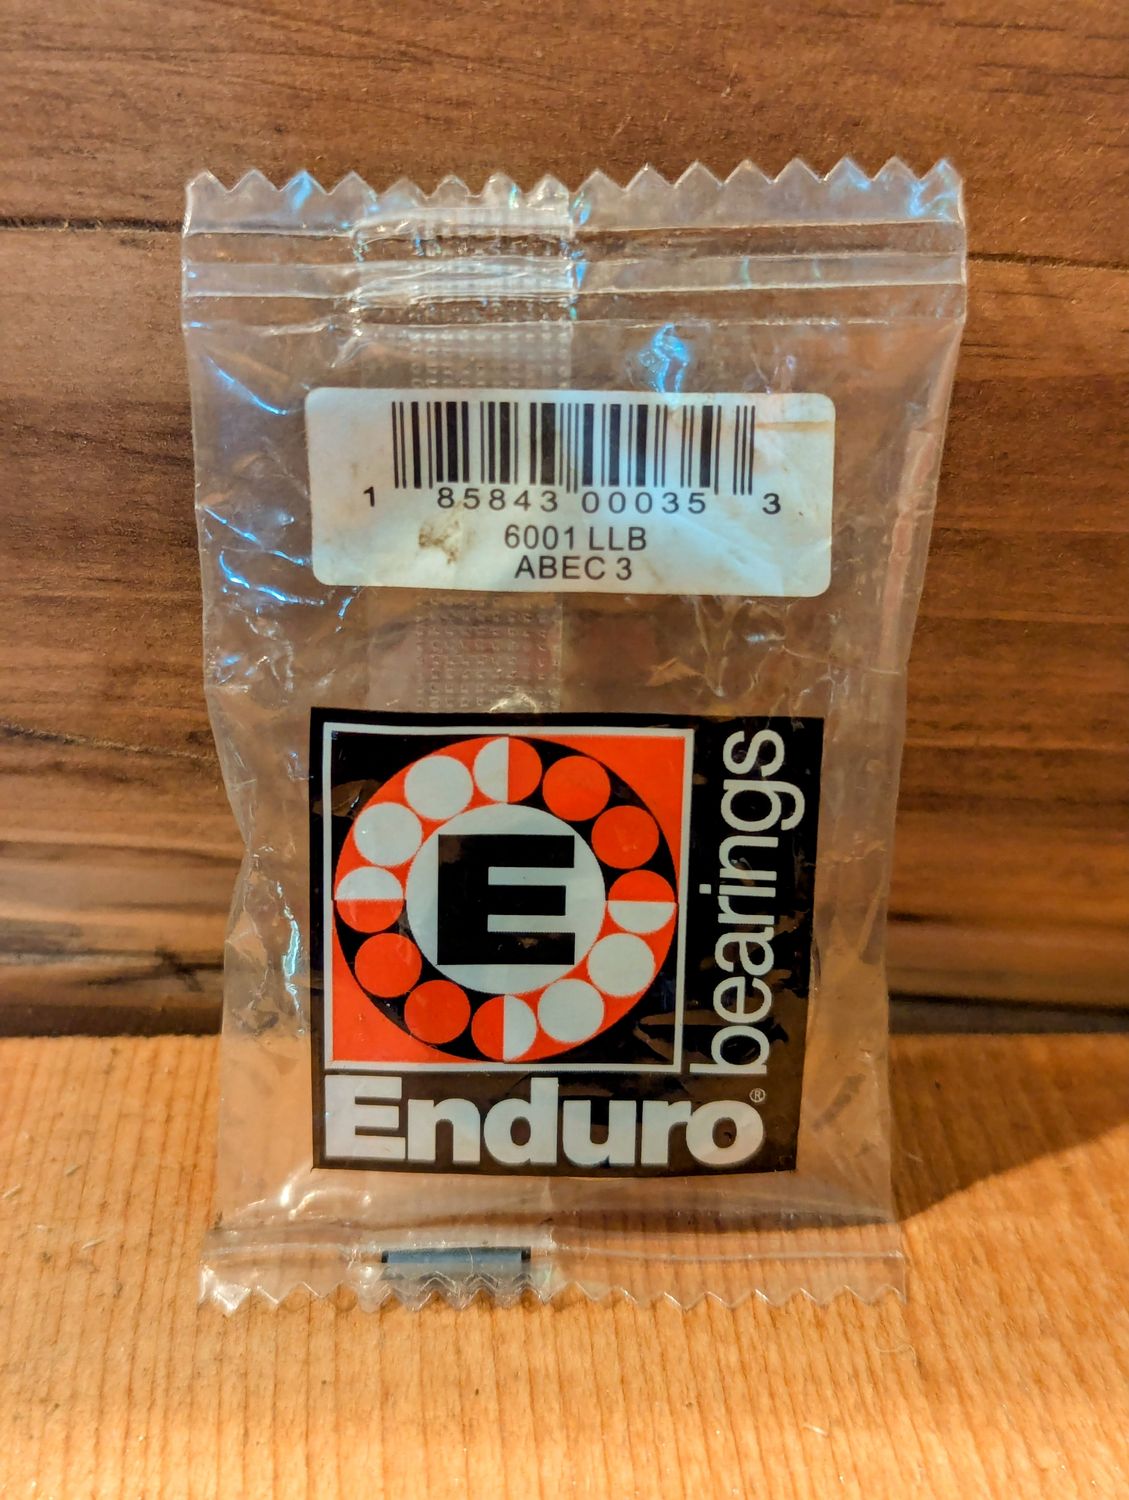 1 85843 00035 3
6001 LLB
ABEC 3
E
bearings
Enduro®